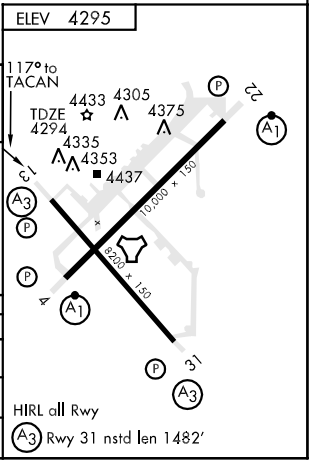 ELEV 4295
117° to
TACAN
TDZE
4294
4433
4305
4375
4335
4353
4437
P
22
A1
13
A3
P
10,000 x 150
x
P
8200 x 150
4
A1
P
31
A3
HIRL all Rwy
A3 Rwy 31 nstd len 1482'